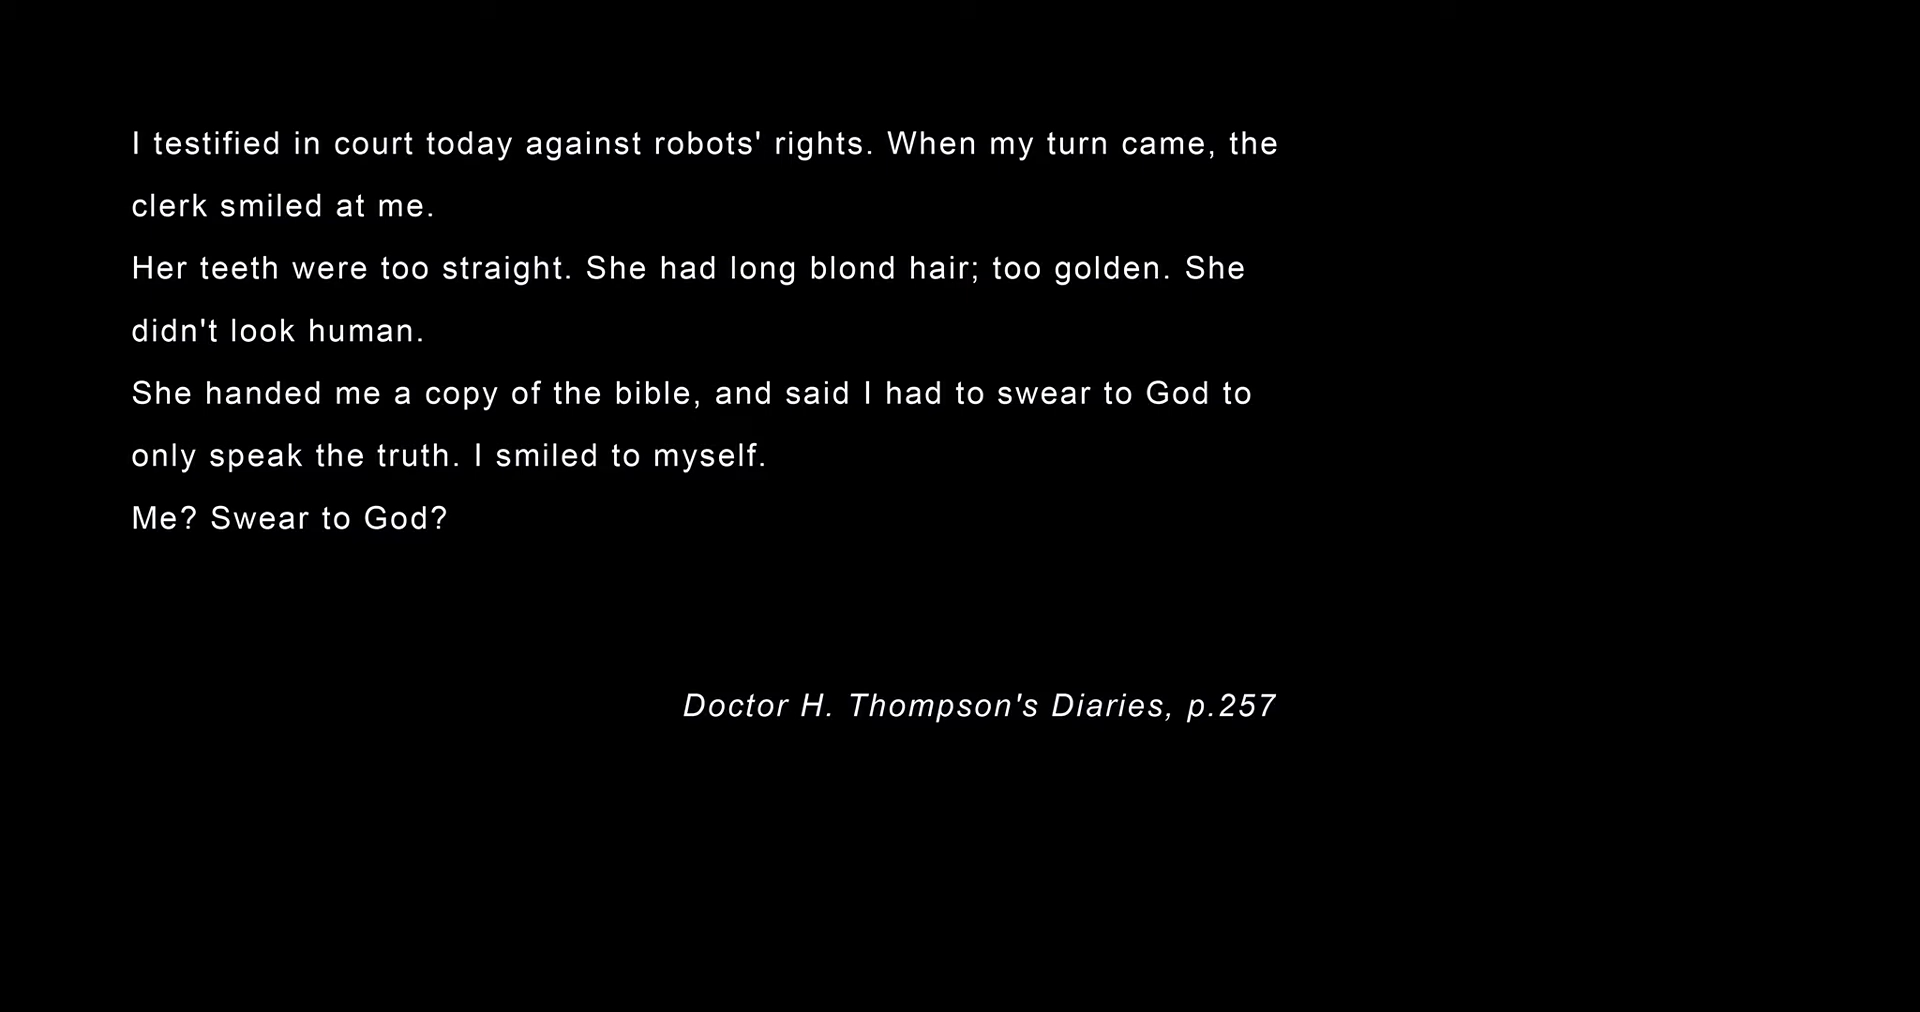 I testified in court today against robots' rights. When my turn came, the
clerk smiled at me.
Her teeth were too straight. She had long blond hair; too golden. She
didn't look human.
She handed me a copy of the bible, and said I had to swear to God to
only speak the truth. I smiled to myself.
Me? Swear to God?
Doctor H. Thompson's Diaries, p.257